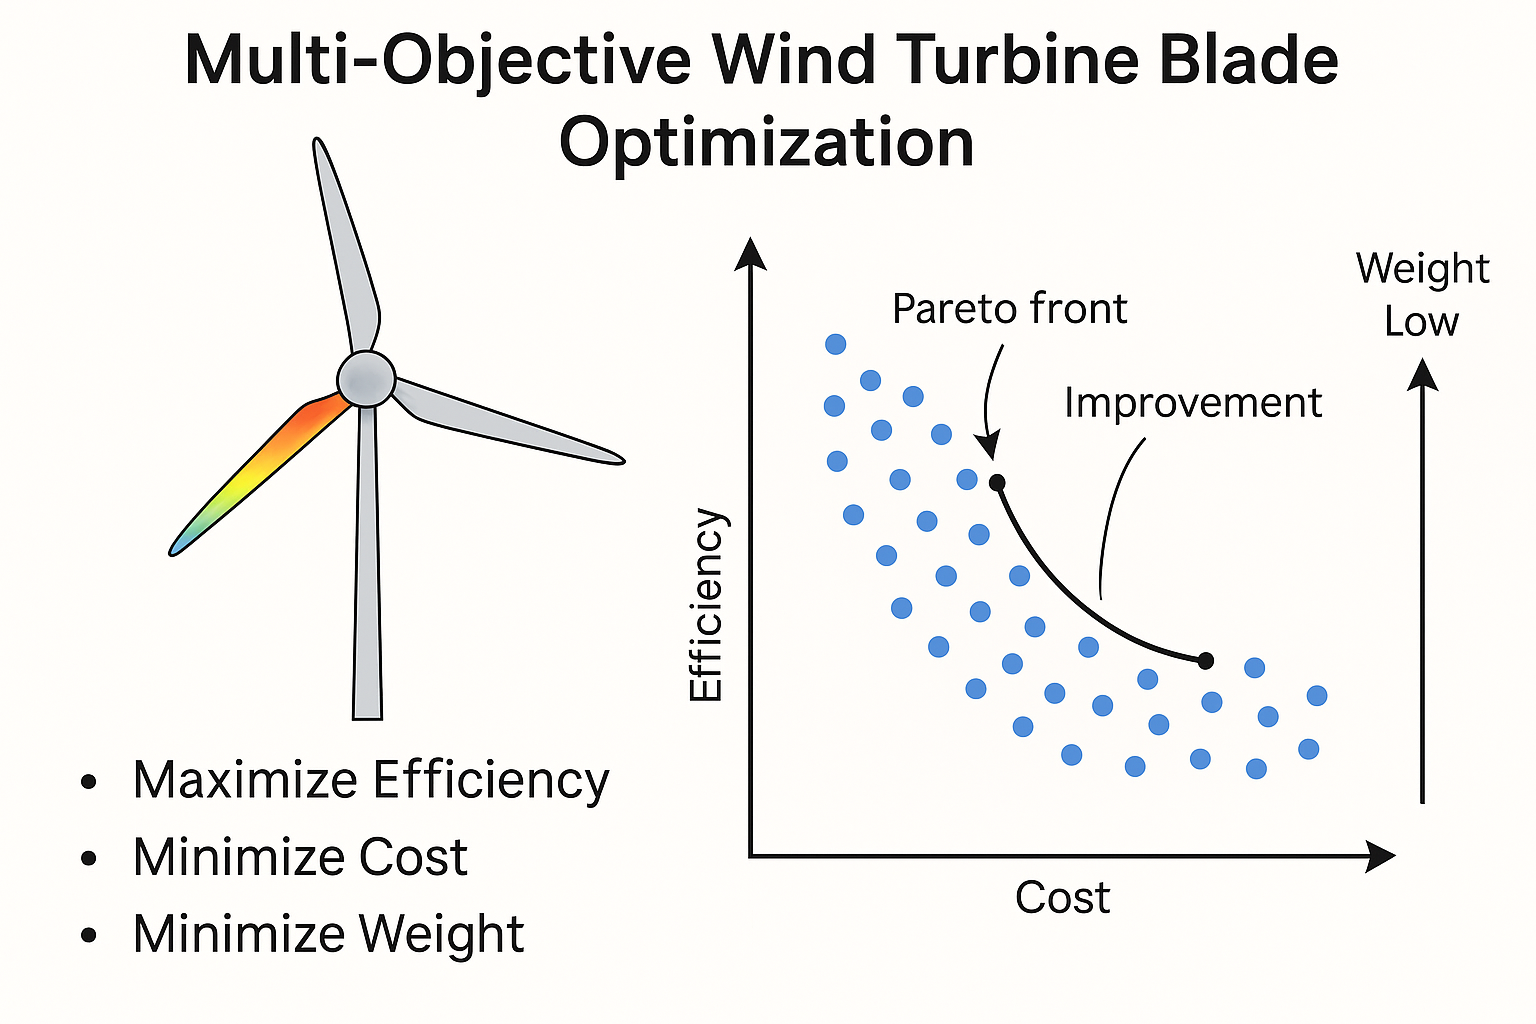 Multi-Objective Wind Turbine Blade
Optimization
• Maximize Efficiency
• Minimize Cost
• Minimize Weight
Efficiency
Pareto front
Improvement
Cost
Weight
Low